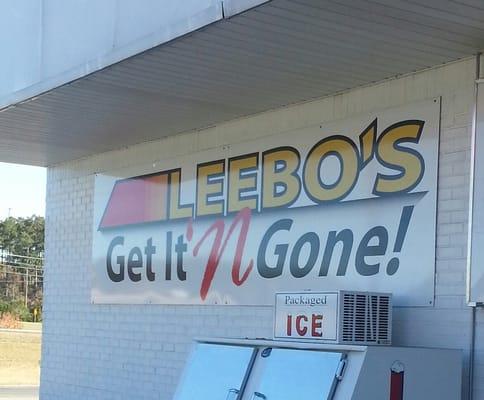 LEEBO'S
Get It 'N Gone!
Packaged
ICE